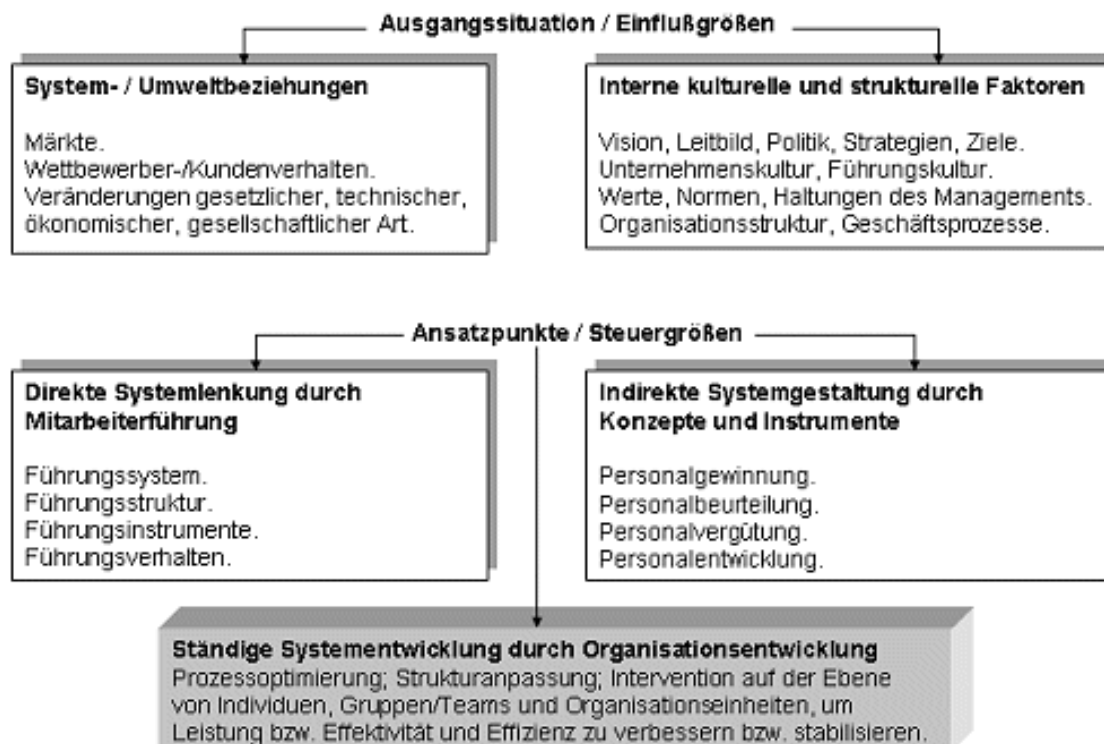 Ausgangssituation / Einflußgrößen
System- / Umweltbeziehungen
Märkte.
Wettbewerber-/Kundenverhalten.
Veränderungen gesetzlicher, technischer,
ökonomischer, gesellschaftlicher Art.
Interne kulturelle und strukturelle Faktoren
Vision, Leitbild, Politik, Strategien, Ziele.
Unternehmenskultur, Führungskultur.
Werte, Normen, Haltungen des Managements.
Organisationsstruktur, Geschäftsprozesse.
Ansatzpunkte / Steuergrößen
Direkte Systemlenkung durch
Mitarbeiterführung
Führungssystem.
Führungsstruktur.
Führungsinstrumente.
Führungsverhalten.
Indirekte Systemgestaltung durch
Konzepte und Instrumente
Personalgewinnung.
Personalbeurteilung.
Personalvergütung.
Personalentwicklung.
Ständige Systementwicklung durch Organisationsentwicklung
Prozessoptimierung; Strukturanpassung; Intervention auf der Ebene
von Individuen, Gruppen/Teams und Organisationseinheiten, um
Leistung bzw. Effektivität und Effizienz zu verbessern bzw. stabilisieren.